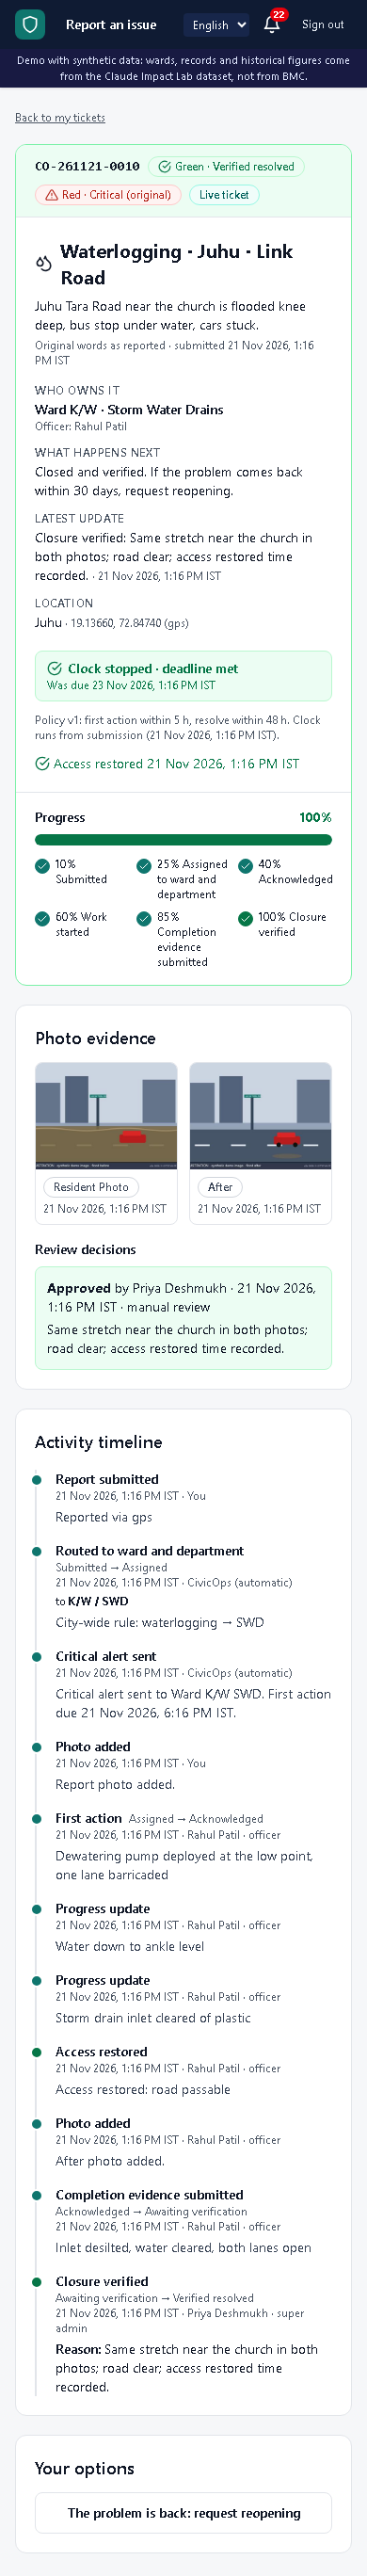 Report an issue
English
22
Sign out
Demo with synthetic data: wards, records and historical figures come
from the Claude Impact Lab dataset, not from BMC.
Back to my tickets
CO-261121-0010
Green · Verified resolved
Red · Critical (original)
Live ticket
Waterlogging · Juhu · Link
Road
Juhu Tara Road near the church is flooded knee
deep, bus stop under water, cars stuck.
Original words as reported · submitted 21 Nov 2026, 1:16
PM IST
WHO OWNS IT
Ward K/W · Storm Water Drains
Officer: Rahul Patil
WHAT HAPPENS NEXT
Closed and verified. If the problem comes back
within 30 days, request reopening.
LATEST UPDATE
Closure verified: Same stretch near the church in
both photos; road clear; access restored time
recorded. · 21 Nov 2026, 1:16 PM IST
LOCATION
Juhu · 19.13660, 72.84740 (gps)
Clock stopped · deadline met
Was due 23 Nov 2026, 1:16 PM IST
Policy v1: first action within 5 h, resolve within 48 h. Clock
runs from submission (21 Nov 2026, 1:16 PM IST).
Access restored 21 Nov 2026, 1:16 PM IST
Progress
100%
10%
Submitted
25% Assigned
to ward and
department
40%
Acknowledged
60% Work
started
85%
Completion
evidence
submitted
100% Closure
verified
Photo evidence
Resident Photo
21 Nov 2026, 1:16 PM IST
After
21 Nov 2026, 1:16 PM IST
Review decisions
Approved by Priya Deshmukh · 21 Nov 2026,
1:16 PM IST · manual review
Same stretch near the church in both photos;
road clear; access restored time recorded.
Activity timeline
Report submitted
21 Nov 2026, 1:16 PM IST · You
Reported via gps
Routed to ward and department
Submitted → Assigned
21 Nov 2026, 1:16 PM IST · CivicOps (automatic)
to K/W / SWD
City-wide rule: waterlogging → SWD
Critical alert sent
21 Nov 2026, 1:16 PM IST · CivicOps (automatic)
Critical alert sent to Ward K/W SWD. First action
due 21 Nov 2026, 6:16 PM IST.
Photo added
21 Nov 2026, 1:16 PM IST · You
Report photo added.
First action Assigned → Acknowledged
21 Nov 2026, 1:16 PM IST · Rahul Patil · officer
Dewatering pump deployed at the low point,
one lane barricaded
Progress update
21 Nov 2026, 1:16 PM IST · Rahul Patil · officer
Water down to ankle level
Progress update
21 Nov 2026, 1:16 PM IST · Rahul Patil · officer
Storm drain inlet cleared of plastic
Access restored
21 Nov 2026, 1:16 PM IST · Rahul Patil · officer
Access restored: road passable
Photo added
21 Nov 2026, 1:16 PM IST · Rahul Patil · officer
After photo added.
Completion evidence submitted
Acknowledged → Awaiting verification
21 Nov 2026, 1:16 PM IST · Rahul Patil · officer
Inlet desilted, water cleared, both lanes open
Closure verified
Awaiting verification → Verified resolved
21 Nov 2026, 1:16 PM IST · Priya Deshmukh · super
admin
Reason: Same stretch near the church in both
photos; road clear; access restored time
recorded.
Your options
The problem is back: request reopening